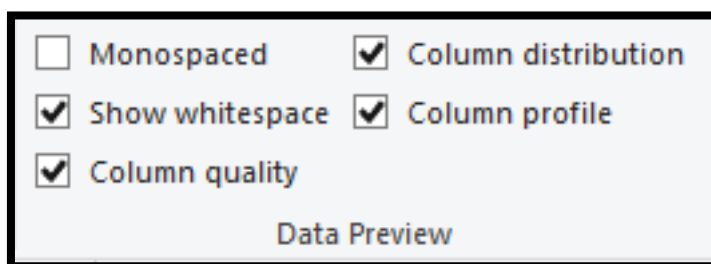 Monospaced
Column distribution
Show whitespace
Column profile
Column quality
Data Preview